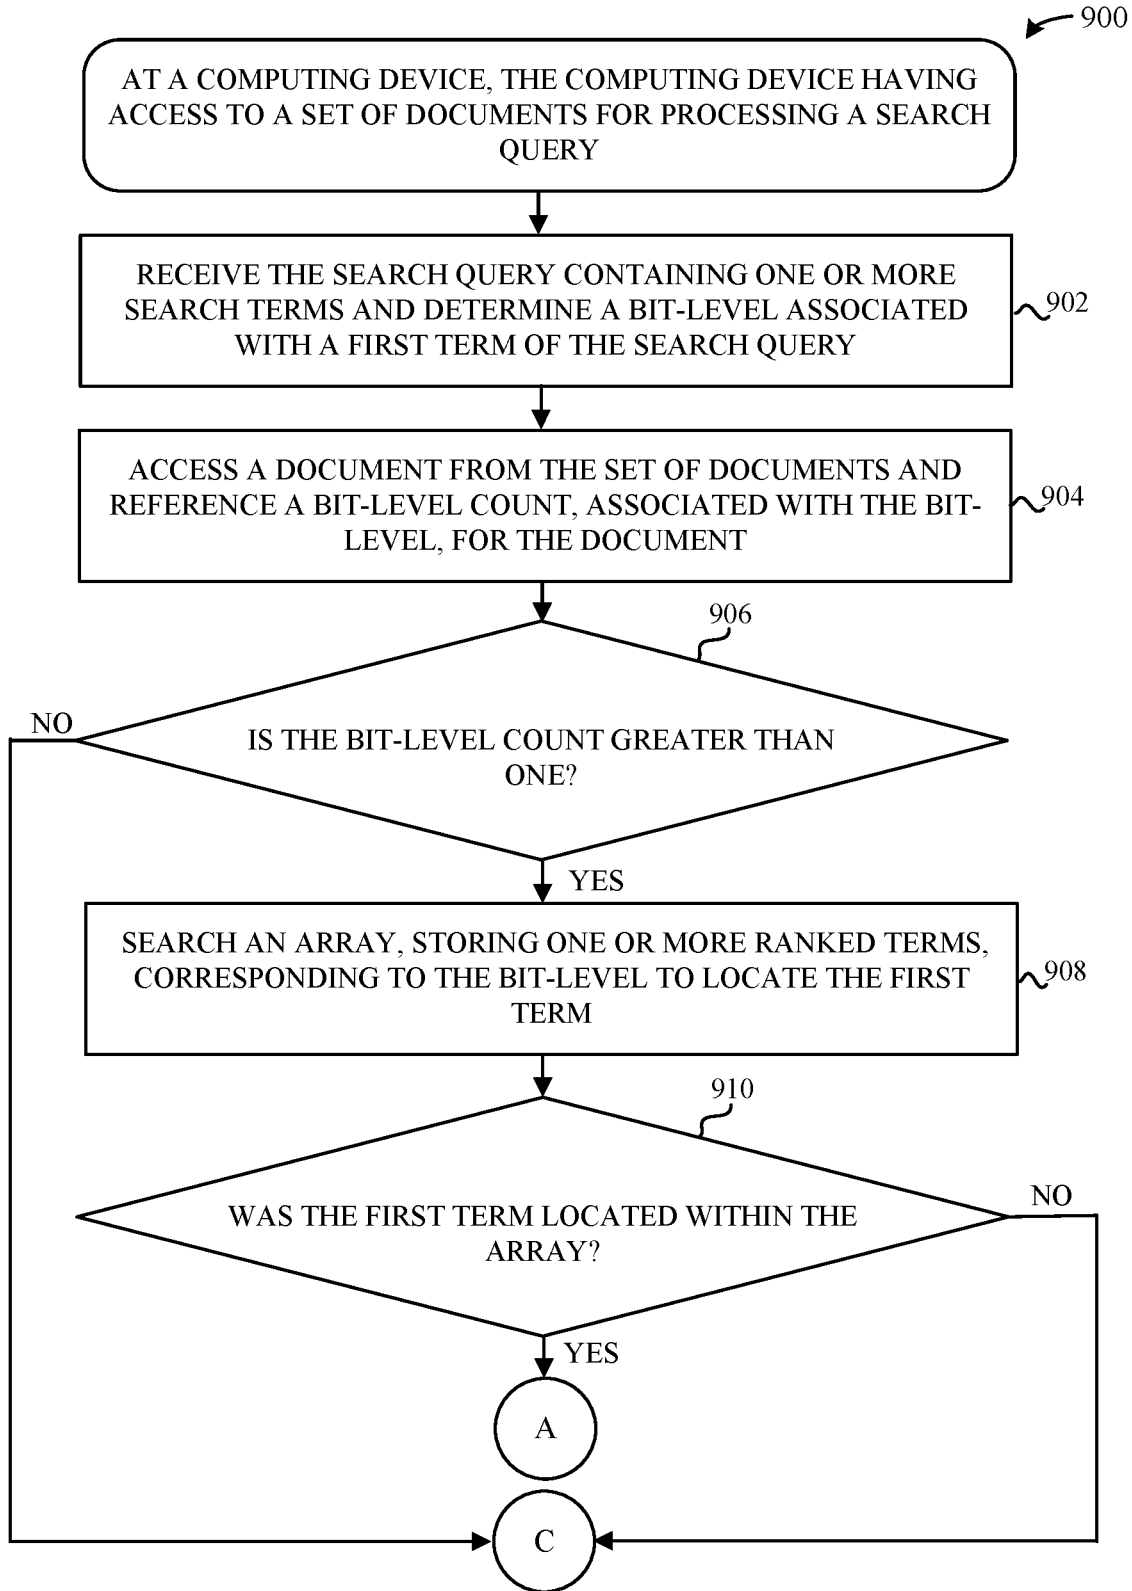 900
AT A COMPUTING DEVICE, THE COMPUTING DEVICE HAVING
ACCESS TO A SET OF DOCUMENTS FOR PROCESSING A SEARCH
QUERY
RECEIVE THE SEARCH QUERY CONTAINING ONE OR MORE
SEARCH TERMS AND DETERMINE A BIT-LEVEL ASSOCIATED
WITH A FIRST TERM OF THE SEARCH QUERY
902
ACCESS A DOCUMENT FROM THE SET OF DOCUMENTS AND
REFERENCE A BIT-LEVEL COUNT, ASSOCIATED WITH THE BIT-
LEVEL, FOR THE DOCUMENT
904
906
NO
IS THE BIT-LEVEL COUNT GREATER THAN
ONE?
YES
SEARCH AN ARRAY, STORING ONE OR MORE RANKED TERMS,
CORRESPONDING TO THE BIT-LEVEL TO LOCATE THE FIRST
TERM
908
910
NO
WAS THE FIRST TERM LOCATED WITHIN THE
ARRAY?
YES
A
C